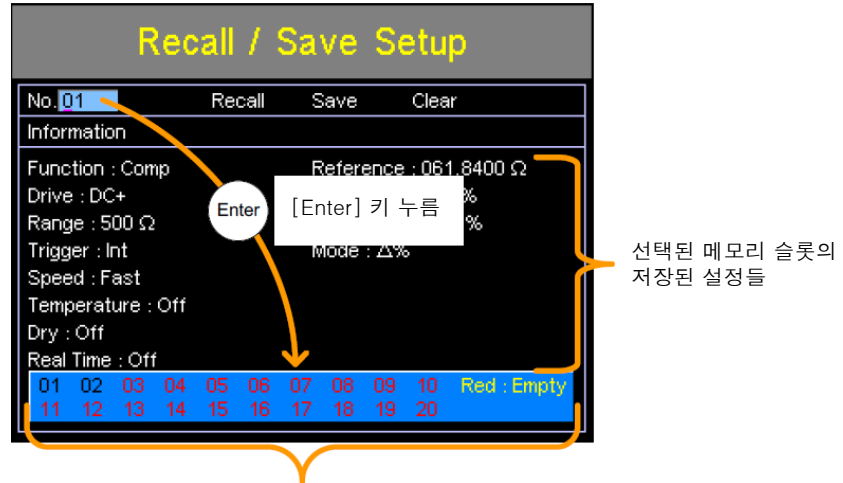 Recall / Save Setup
No.01 Recall Save Clear
Information
Function : Comp Reference : 061.8400 Ω
Drive : DC+ %
Range : 500 Ω %
Enter
[Enter] 키 누름
Trigger : Int Mode : Δ%
Speed : Fast
Temperature : Off
Dry : Off
Real Time : Off
01 02 03 04 05 06 07 08 09 10 Red : Empty
11 12 13 14 15 16 17 18 19 20
선택된 메모리 슬롯의
저장된 설정들